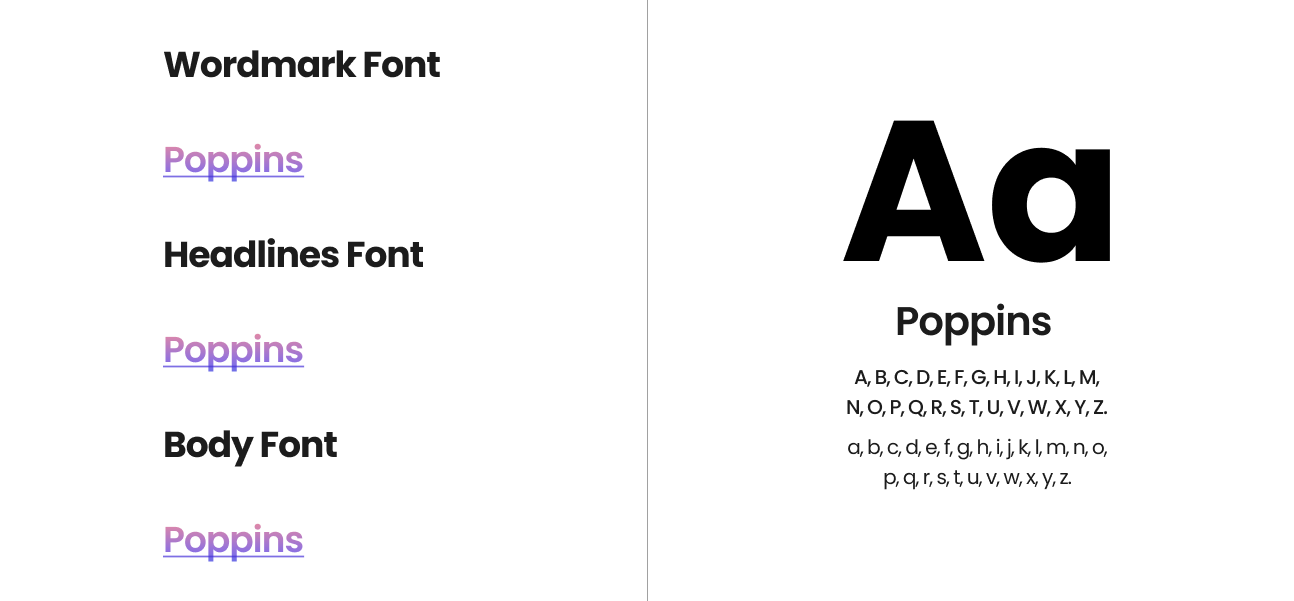 Wordmark Font
Poppins
Headlines Font
Poppins
Body Font
Poppins
Aa
Poppins
A, B, C, D, E, F, G, H, I, J, K, L, M,
N, O, P, Q, R, S, T, U, V, W, X, Y, Z.
a, b, c, d, e, f, g, h, i, j, k, l, m, n, o,
p, q, r, s, t, u, v, w, x, y, z.